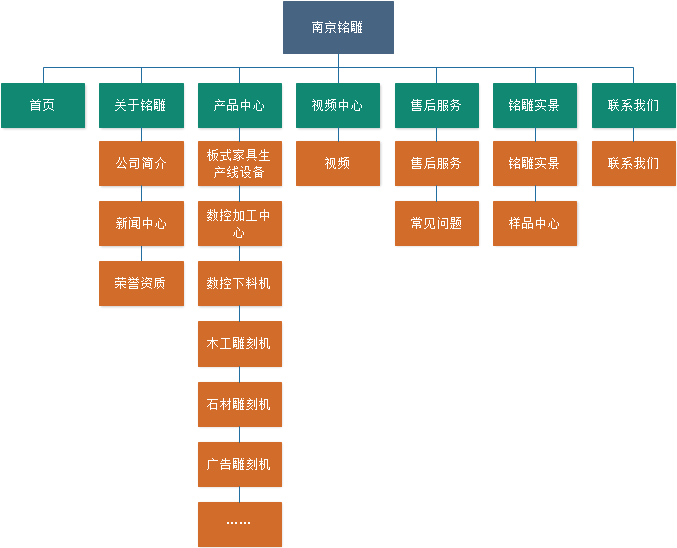 南京铭雕
首页
关于铭雕
产品中心
视频中心
售后服务
铭雕实景
联系我们
公司简介
板式家具生
产线设备
视频
售后服务
铭雕实景
联系我们
新闻中心
数控加工中
心
常见问题
样品中心
荣誉资质
数控下料机
木工雕刻机
石材雕刻机
广告雕刻机
……